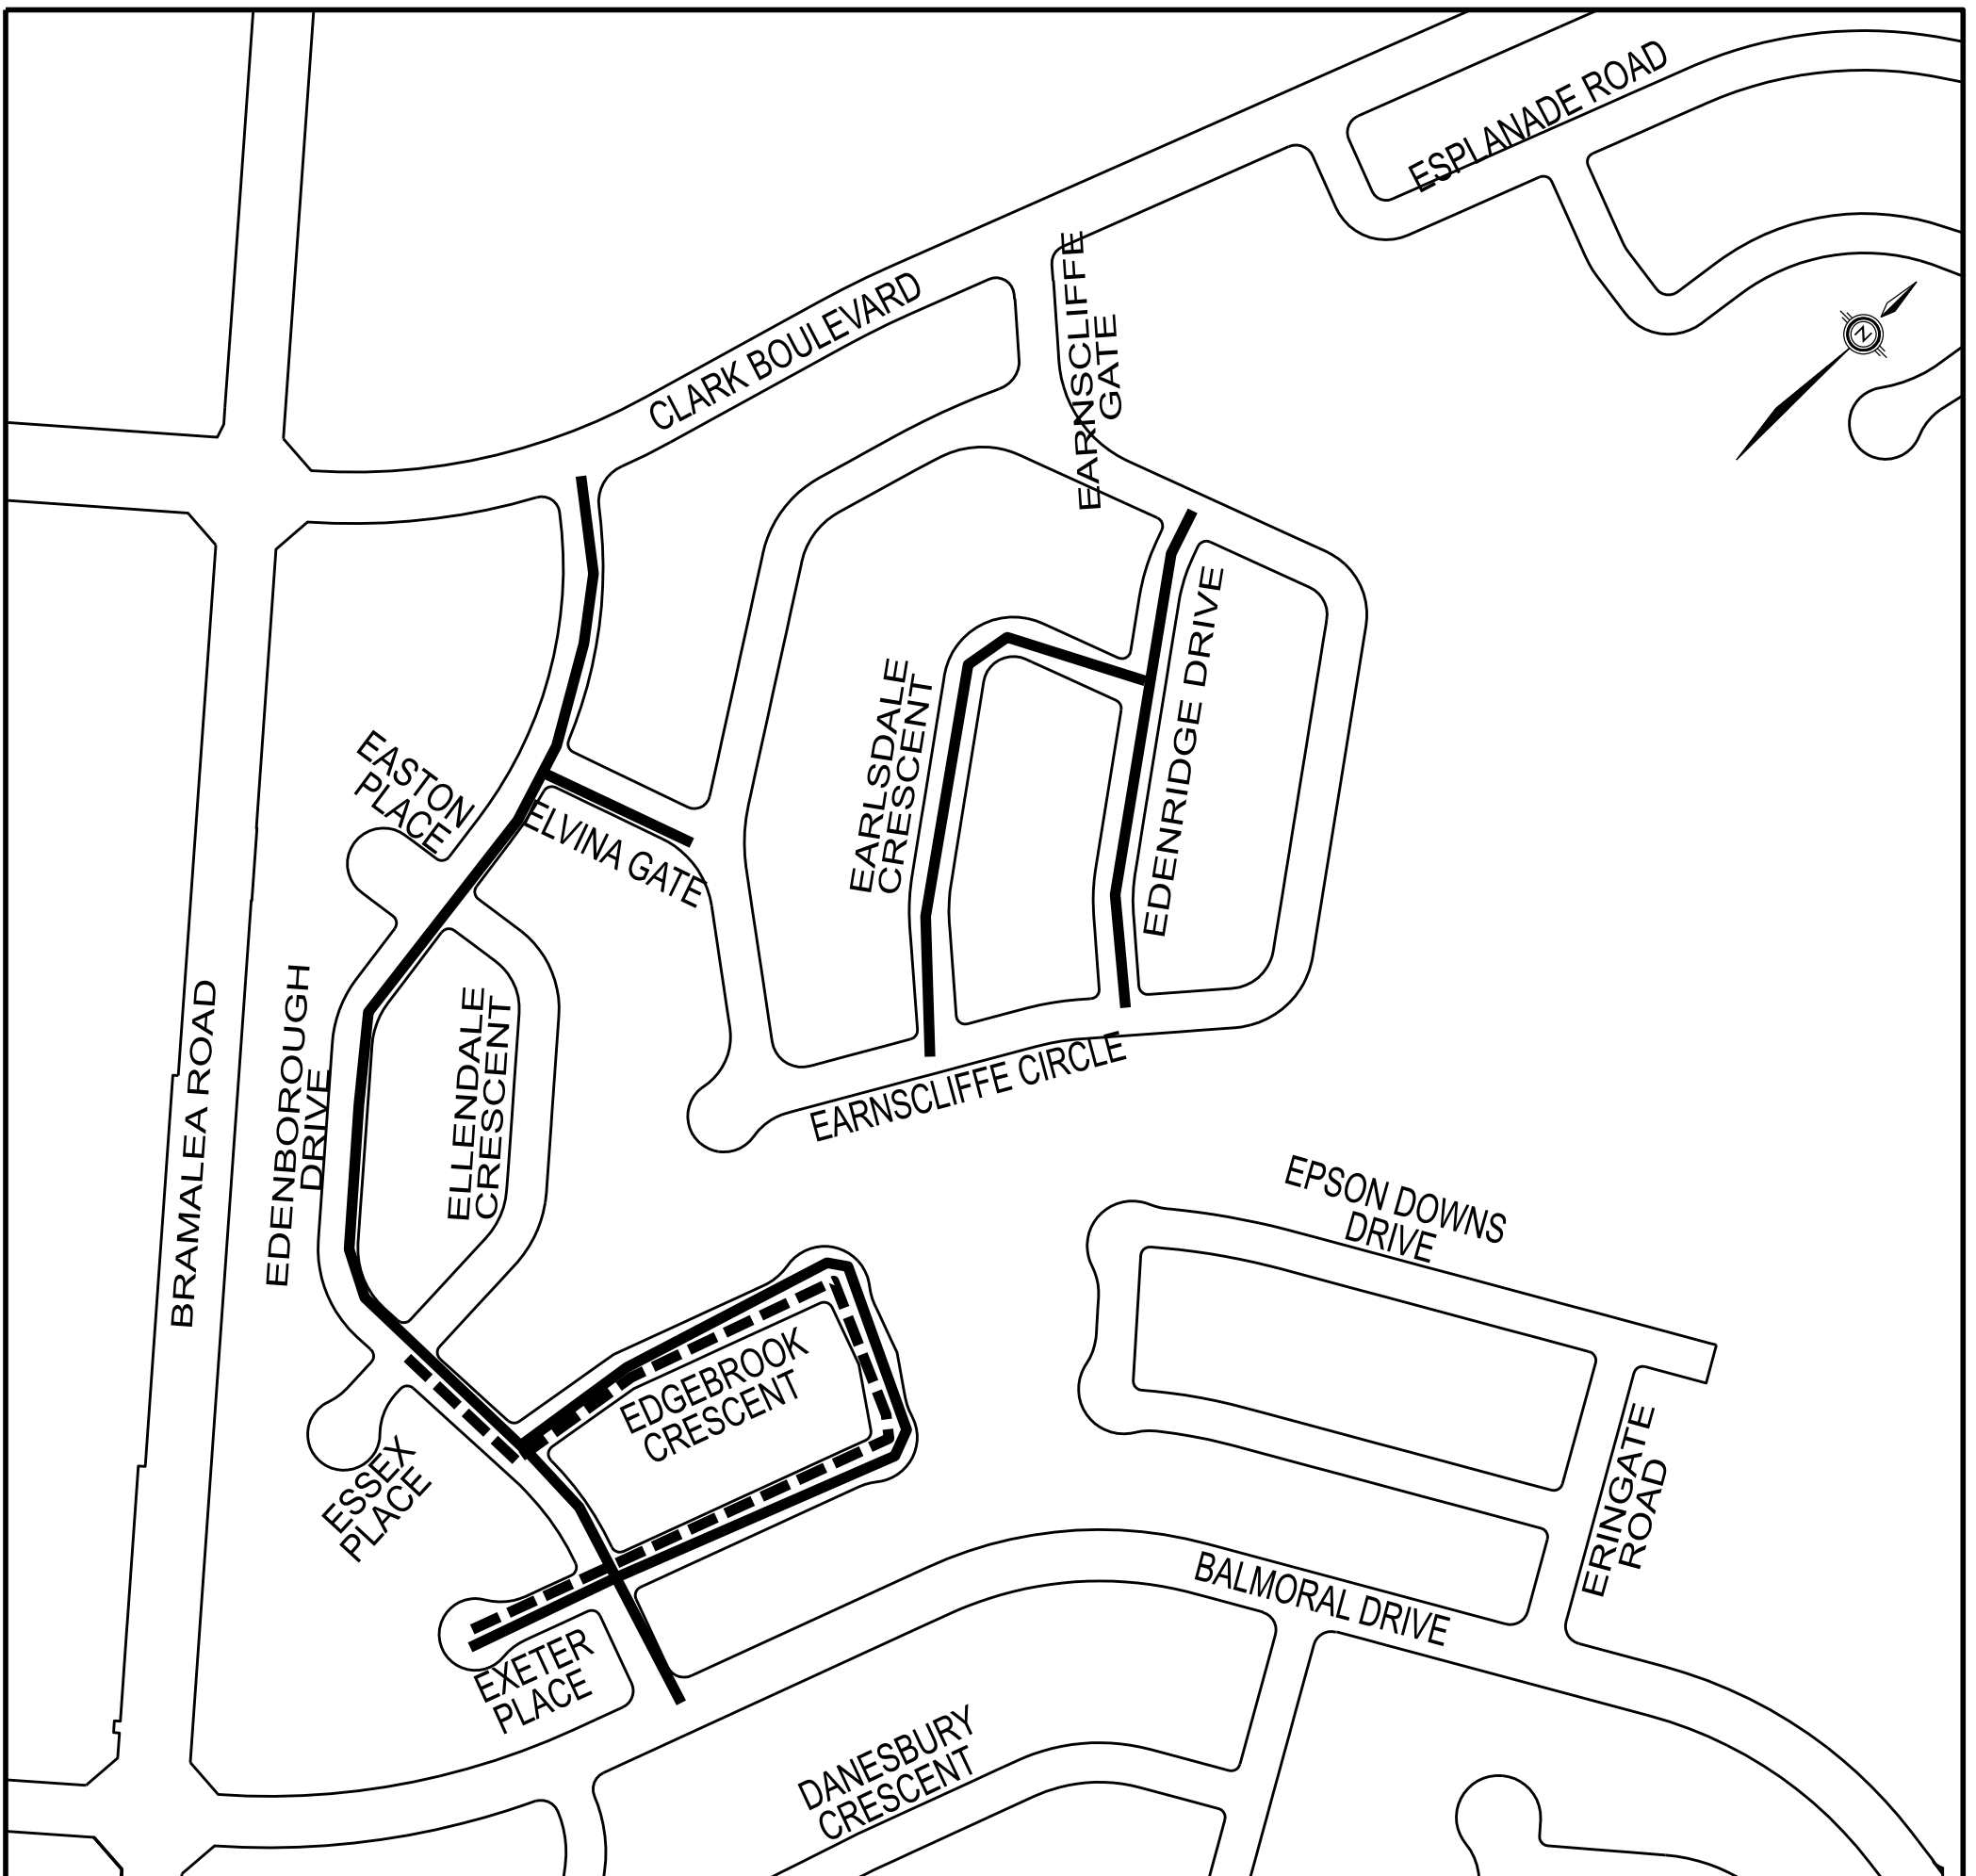 ESPLANADE ROAD
EARNSCLIFFE
GATE
CLARK BOULEVARD
N
EDENRIDGE DRIVE
EARLSDALE
CRESCENT
EASTON
PLACE
ELVINA GATE
EDENBOROUGH
DRIVE
ELLENDALE
CRESCENT
BRAMALEA ROAD
EARNSCLIFFE CIRCLE
EPSON DOWNS
DRIVE
EDGEBROOK
CRESCENT
ESSEX
PLACE
ERINGATE
ROAD
BALMORAL DRIVE
EXETER
PLACE
DANESBURY
CRESCENT